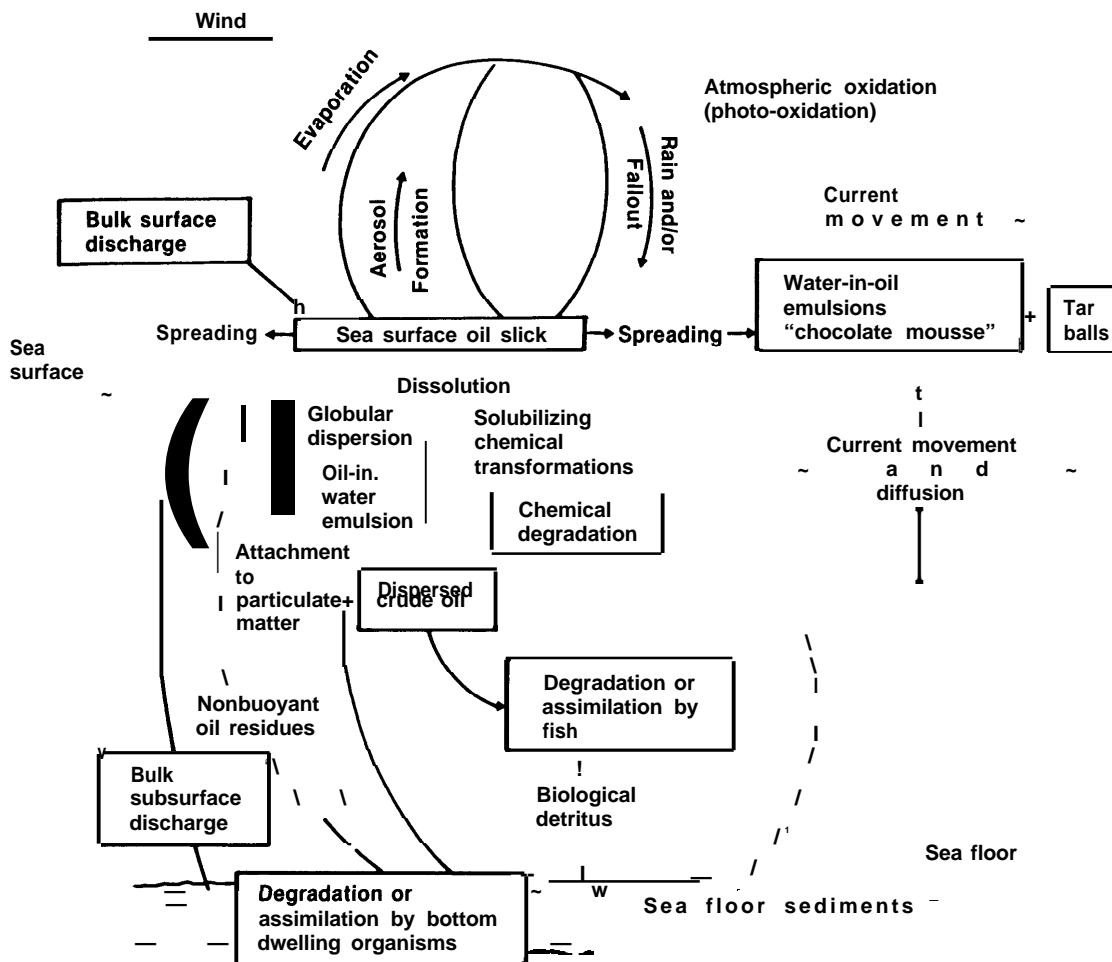 Wind
Evaporation
Aerosol
Formation
Rain and/or
Fallout
Atmospheric oxidation
(photo-oxidation)
Current
movement ~
Bulk surface
discharge
h
Spreading
Sea surface oil slick
Spreading
Water-in-oil
emulsions
“chocolate mousse”
+
Tar
balls
Sea
surface
~
Dissolution
Globular
dispersion
Oil-in.
water
emulsion
Solubilizing
chemical
transformations
Chemical
degradation
t
Current movement
~ and ~
diffusion
Attachment
to
particulate+
matter
Dispersed
crude oil
Nonbuoyant
oil residues
Degradation or
assimilation by
fish
!
Biological
detritus
v
Bulk
subsurface
discharge
Sea floor
Degradation or
assimilation by bottom
dwelling organisms
~
w
Sea floor sediments